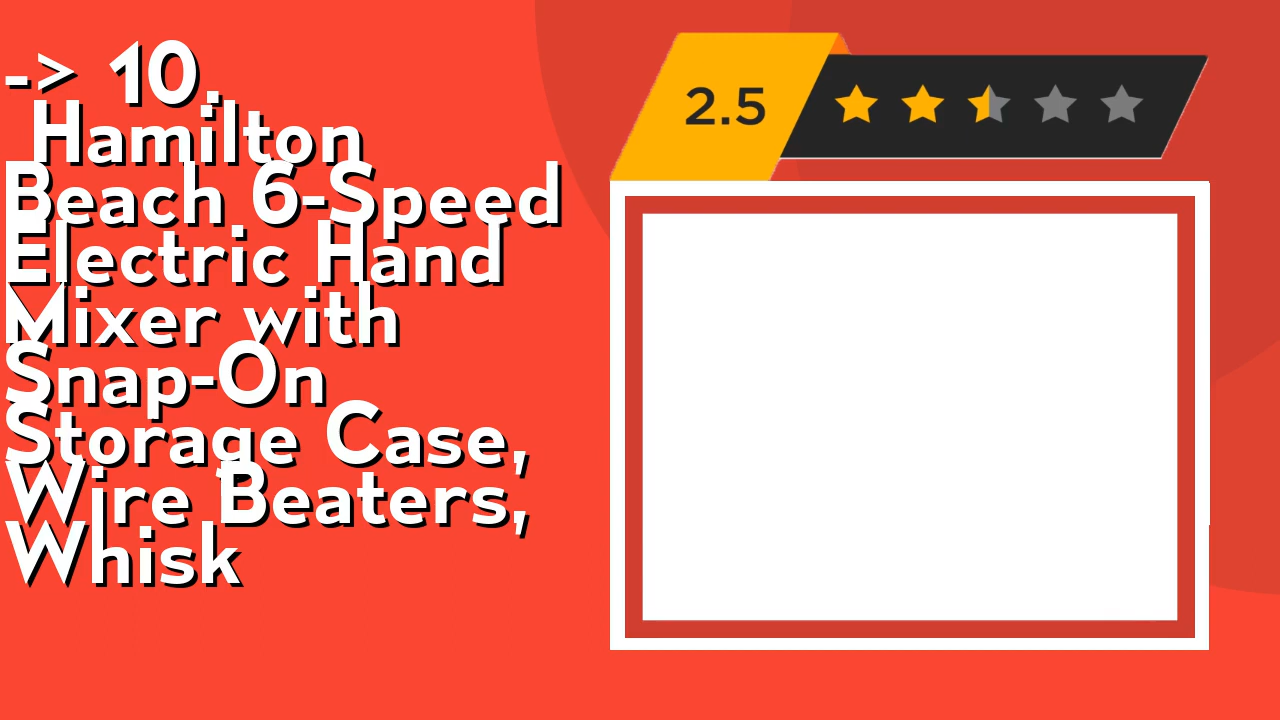 -> 10.
Hamilton
Beach 6-Speed
Electric Hand
Mixer with
Snap-On
Storage Case,
Wire Beaters,
Whisk
2.5